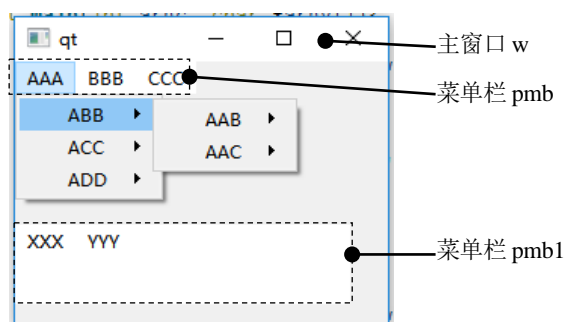 qt
主窗口 w
AAA BBB CCC
菜单栏 pmb
ABB AAB
ACC AAC
ADD
XXX YYY
菜单栏 pmb1